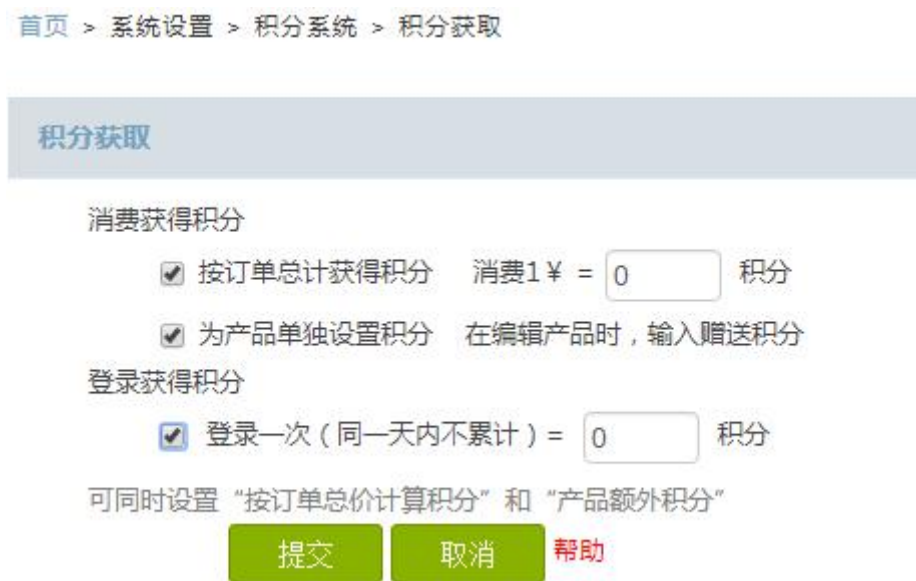 首页 > 系统设置 > 积分系统 > 积分获取
积分获取
消费获得积分
按订单总计获得积分 消费1¥ = 0 积分
为产品单独设置积分 在编辑产品时，输入赠送积分
登录获得积分
登录一次（同一天内不累计）= 0 积分
可同时设置“按订单总价计算积分”和“产品额外积分”
提交 取消 帮助